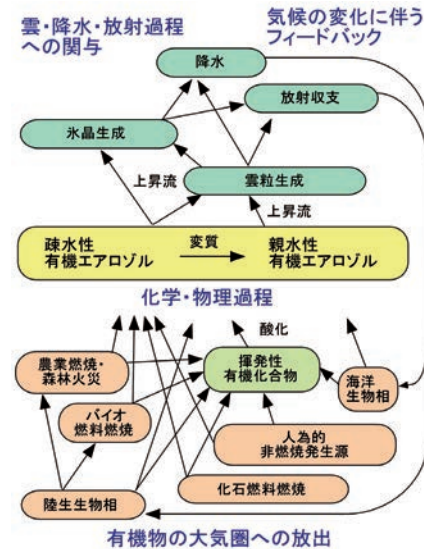 雲・降水・放射過程
への関与
気候の変化に伴う
フィードバック
降水
放射収支
氷晶生成
上昇流
雲粒生成
上昇流
疎水性
有機エアロゾル
変質
親水性
有機エアロゾル
化学・物理過程
酸化
農業燃焼・
森林火災
揮発性
有機化合物
海洋
生物相
バイオ
燃料燃焼
人為的
非燃焼発生源
陸生生物相
化石燃料燃焼
有機物の大気圏への放出